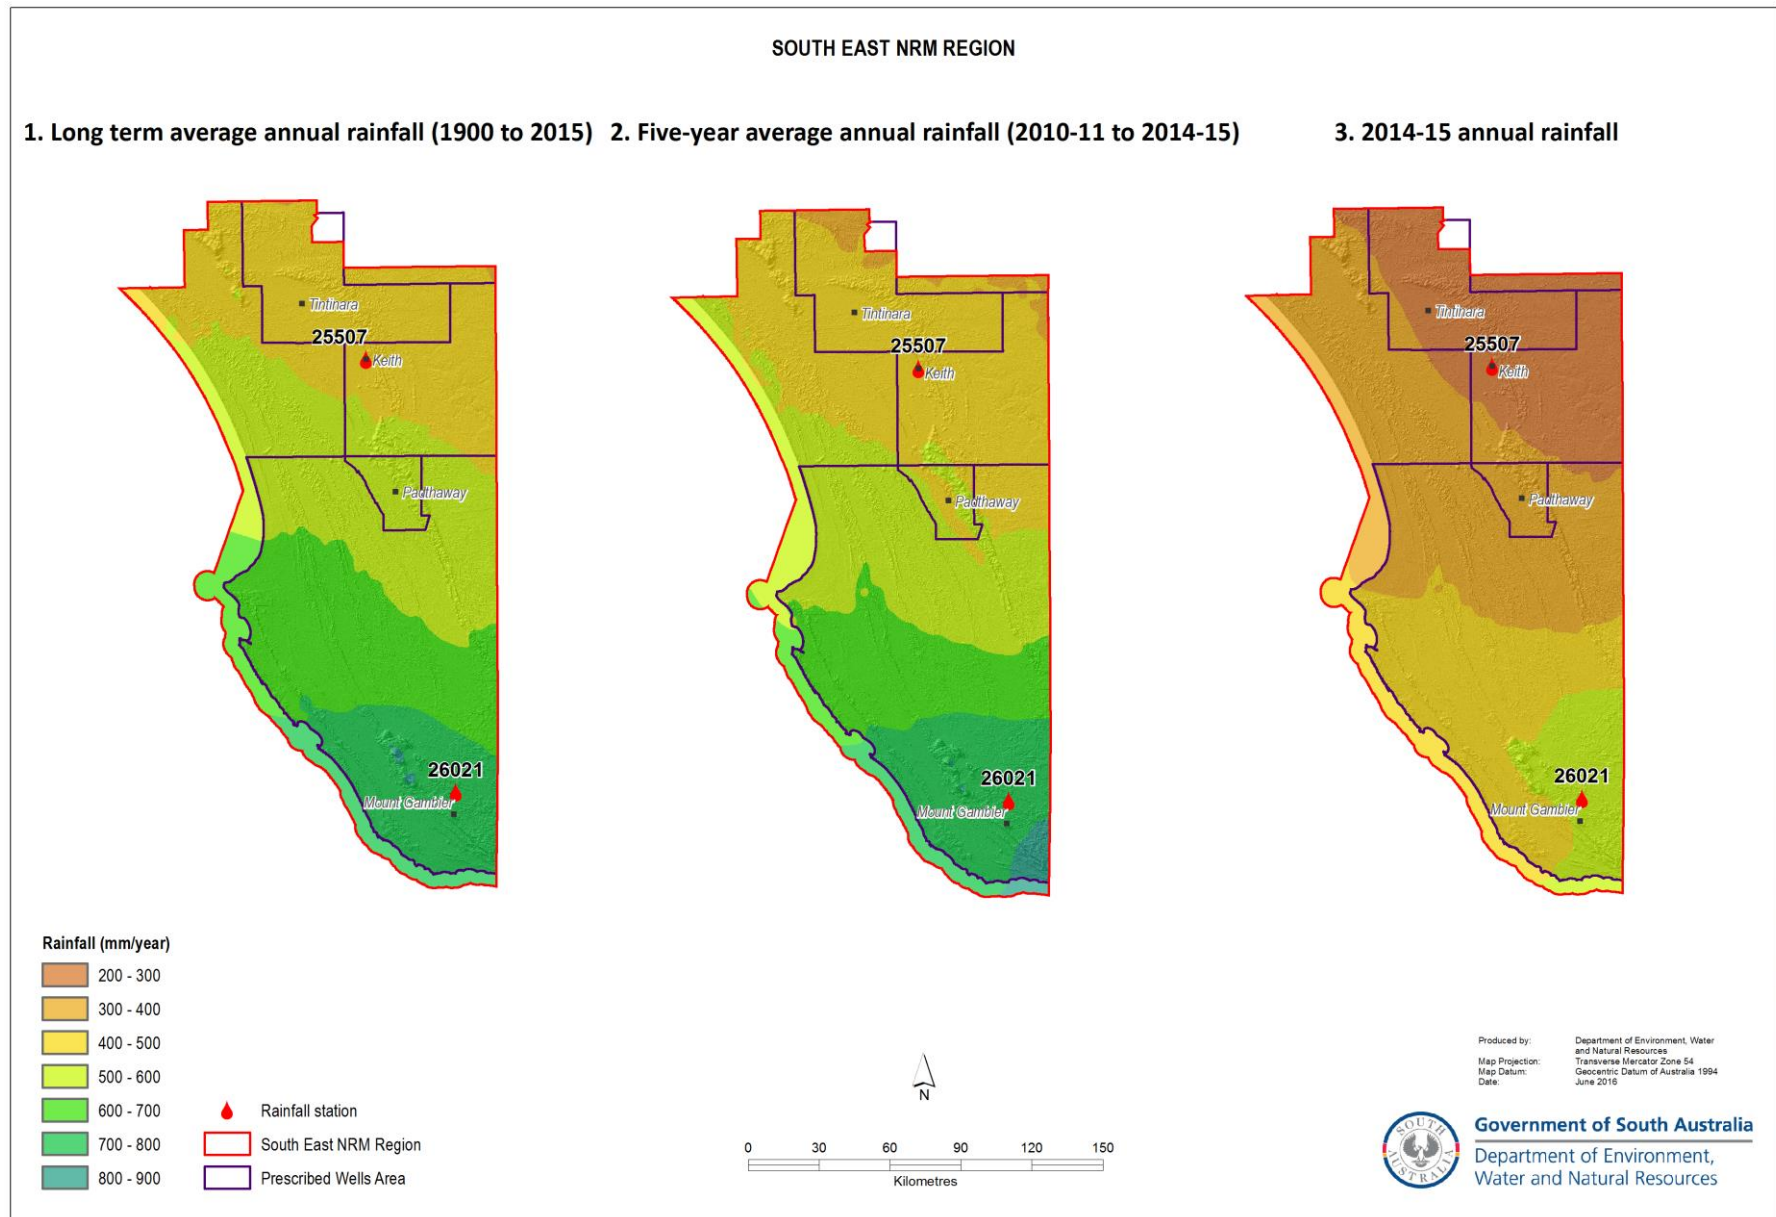 SOUTH EAST NRM REGION
1. Long term average annual rainfall (1900 to 2015)
2. Five-year average annual rainfall (2010-11 to 2014-15)
3. 2014-15 annual rainfall
Tintinara
25507
Keith
Padthaway
26021
Mount Gambier
Tintinara
25507
Keith
Padthaway
26021
Mount Gambier
Tintinara
25507
Keith
Padthaway
26021
Mount Gambier
Rainfall (mm/year)
200 - 300
300 - 400
400 - 500
500 - 600
600 - 700
700 - 800
800 - 900
Rainfall station
South East NRM Region
Prescribed Wells Area
N
0 30 60 90 120 150
Kilometres
Produced by: Department of Environment, Water
and Natural Resources
Map Projection: Transverse Mercator Zone 54
Map Datum: Geocentric Datum of Australia 1994
Date: June 2016
SOUTH AUSTRALIA
Government of South Australia
Department of Environment,
Water and Natural Resources